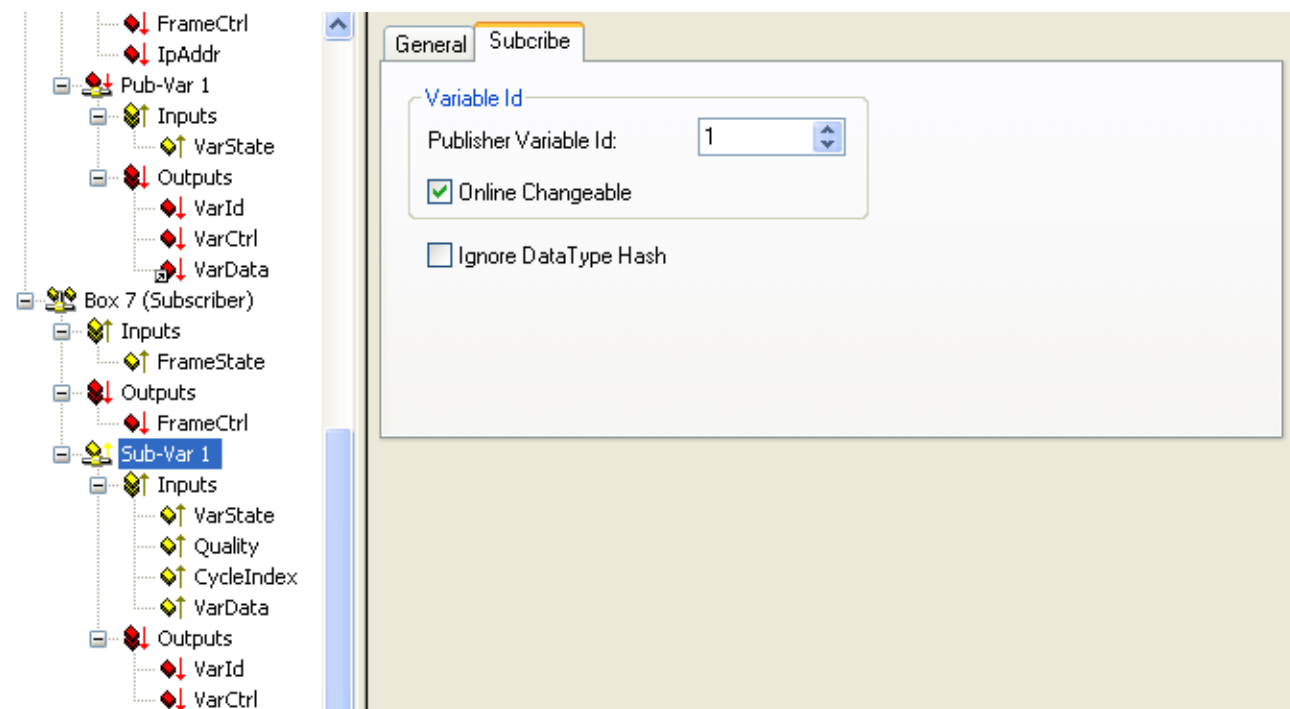 FrameCtrl
IpAddr
Pub-Var 1
Inputs
VarState
Outputs
VarId
VarCtrl
VarData
Box 7 (Subscriber)
Inputs
FrameState
Outputs
FrameCtrl
Sub-Var 1
Inputs
VarState
Quality
CycleIndex
VarData
Outputs
VarId
VarCtrl
General Subcribe
Variable Id
Publisher Variable Id: 1
Online Changeable
Ignore DataType Hash